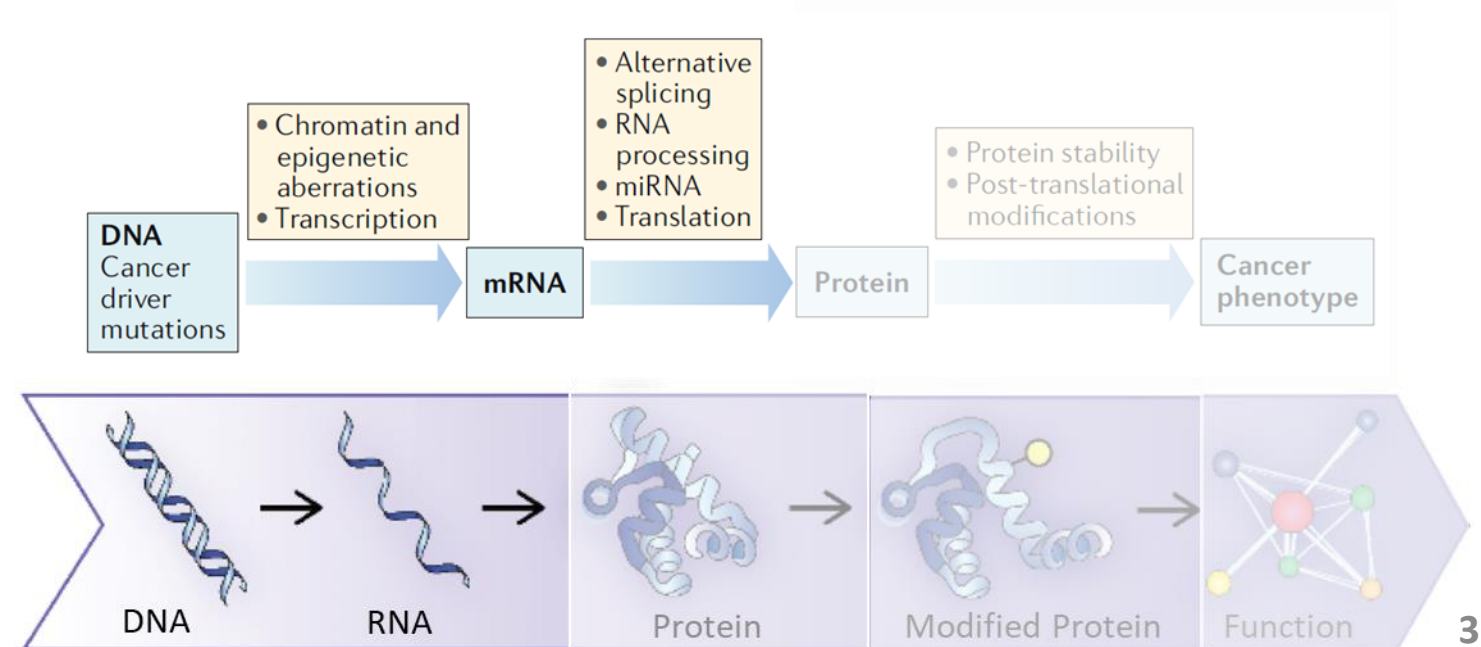 • Chromatin and
epigenetic
aberrations
• Transcription
• Alternative
splicing
• RNA
processing
• miRNA
• Translation
• Protein stability
• Post-translational
modifications
DNA
Cancer
driver
mutations
mRNA
Protein
Cancer
phenotype
DNA
RNA
Protein
Modified Protein
Function
3